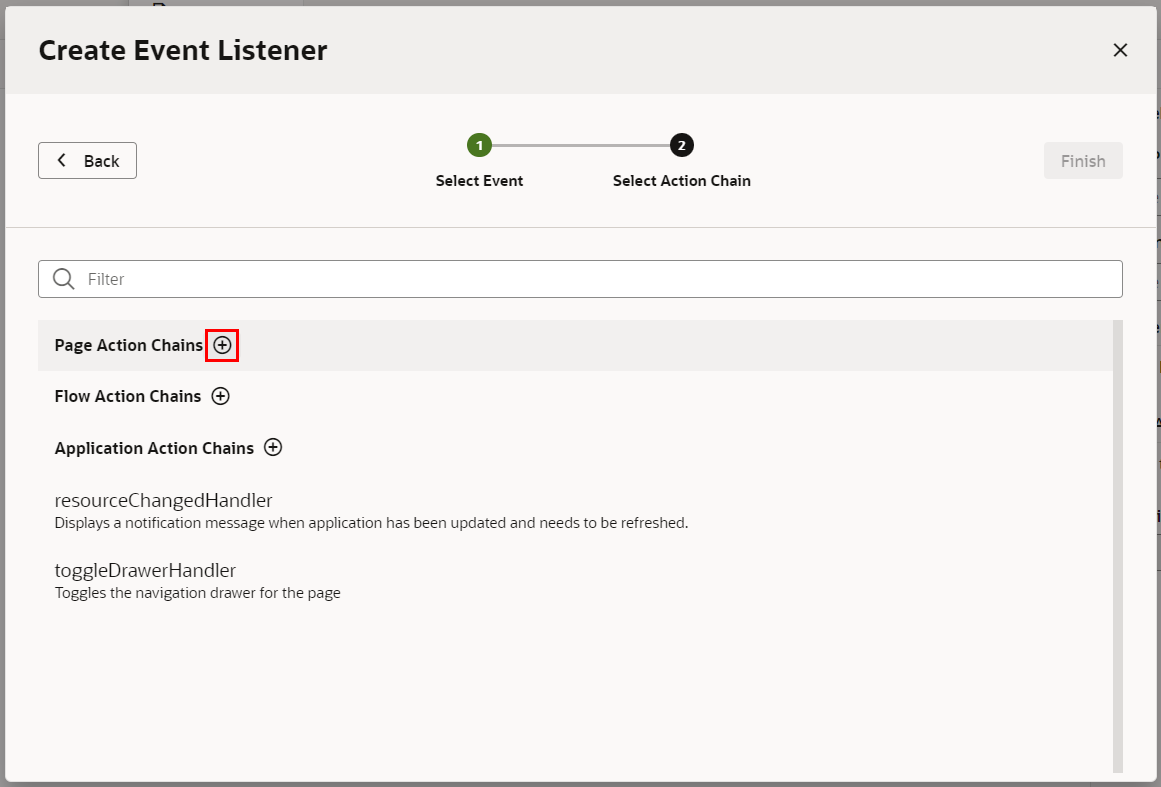 Create Event Listener
Back
1
2
Select Event
Select Action Chain
Finish
Filter
Page Action Chains
Flow Action Chains
Application Action Chains
resourceChangedHandler
Displays a notification message when application has been updated and needs to be refreshed.
toggleDrawerHandler
Toggles the navigation drawer for the page